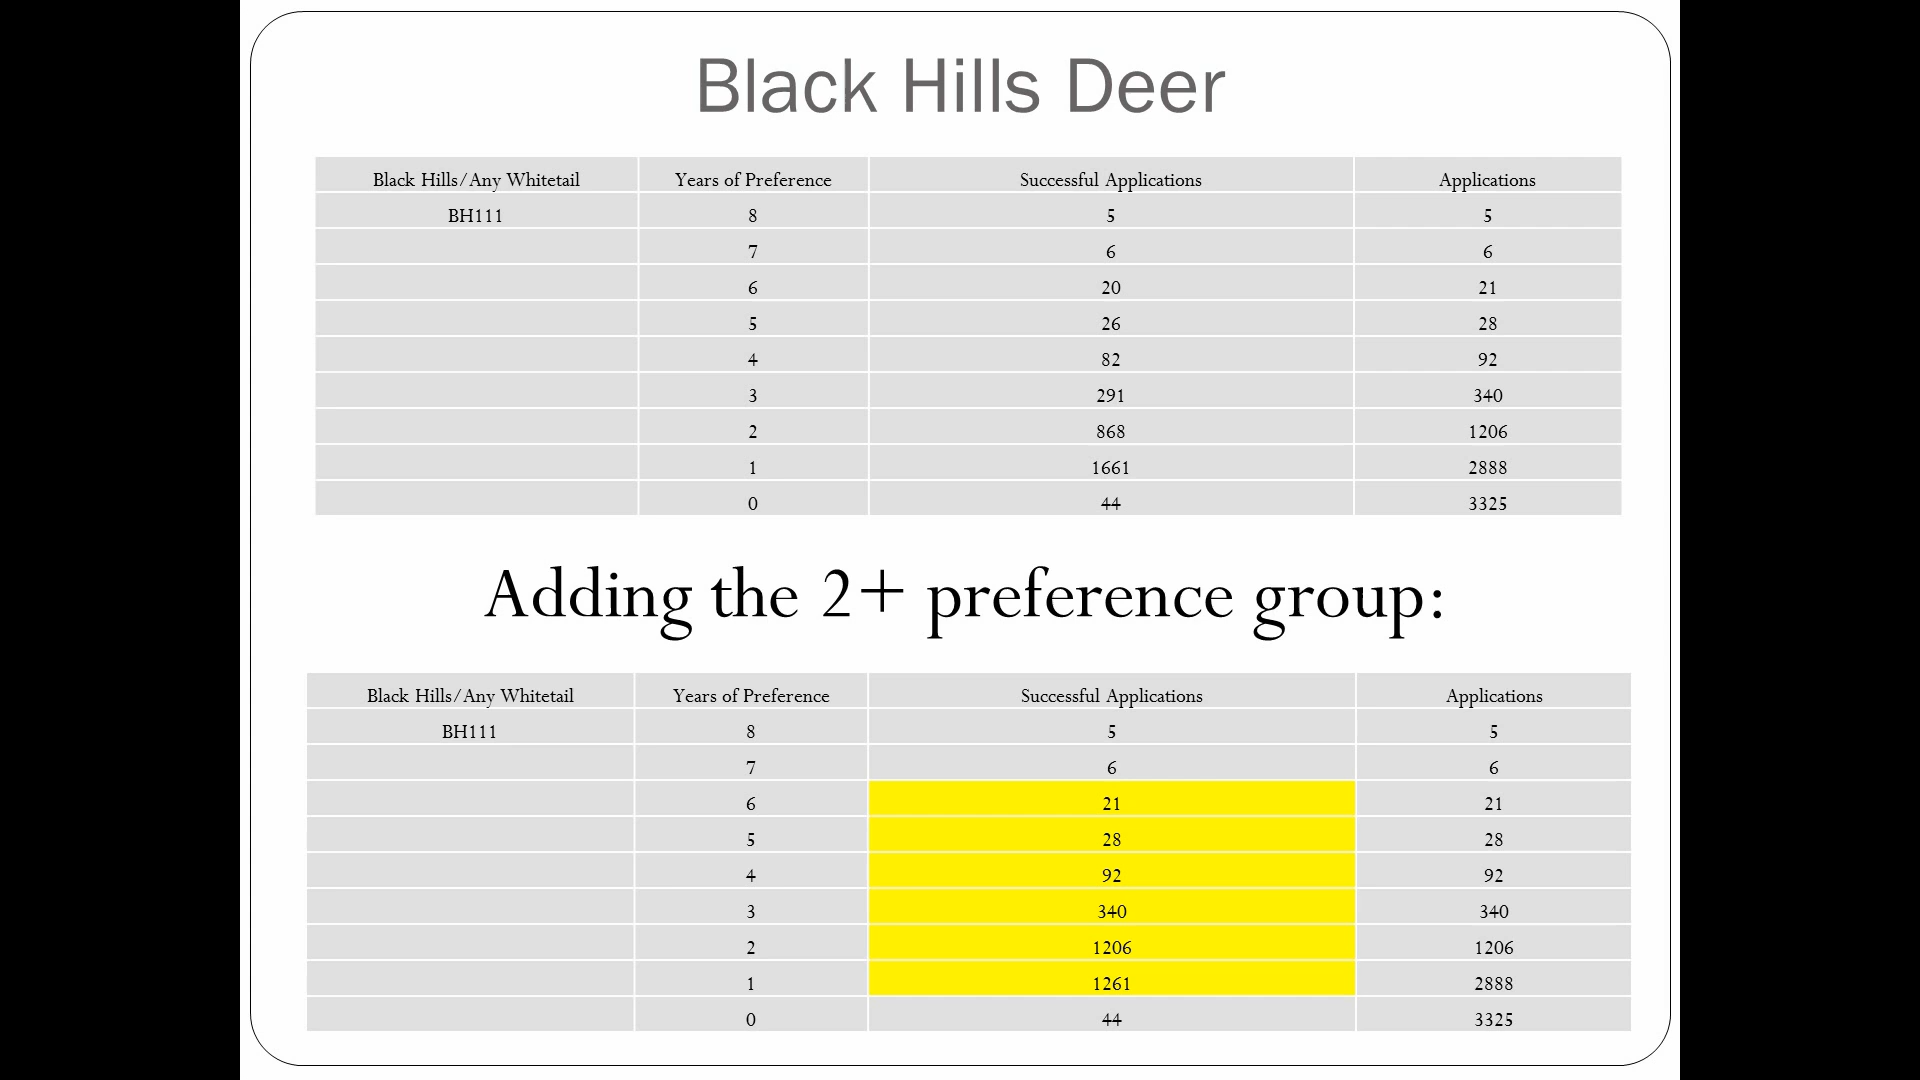 Black Hills Deer
Black Hills/Any Whitetail Years of Preference Successful Applications Applications
BH111 8 5 5
7 6 6
6 20 21
5 26 28
4 82 92
3 291 340
2 868 1206
1 1661 2888
0 44 3325
Adding the 2+ preference group:
Black Hills/Any Whitetail Years of Preference Successful Applications Applications
BH111 8 5 5
7 6 6
6 21 21
5 28 28
4 92 92
3 340 340
2 1206 1206
1 1261 2888
0 44 3325